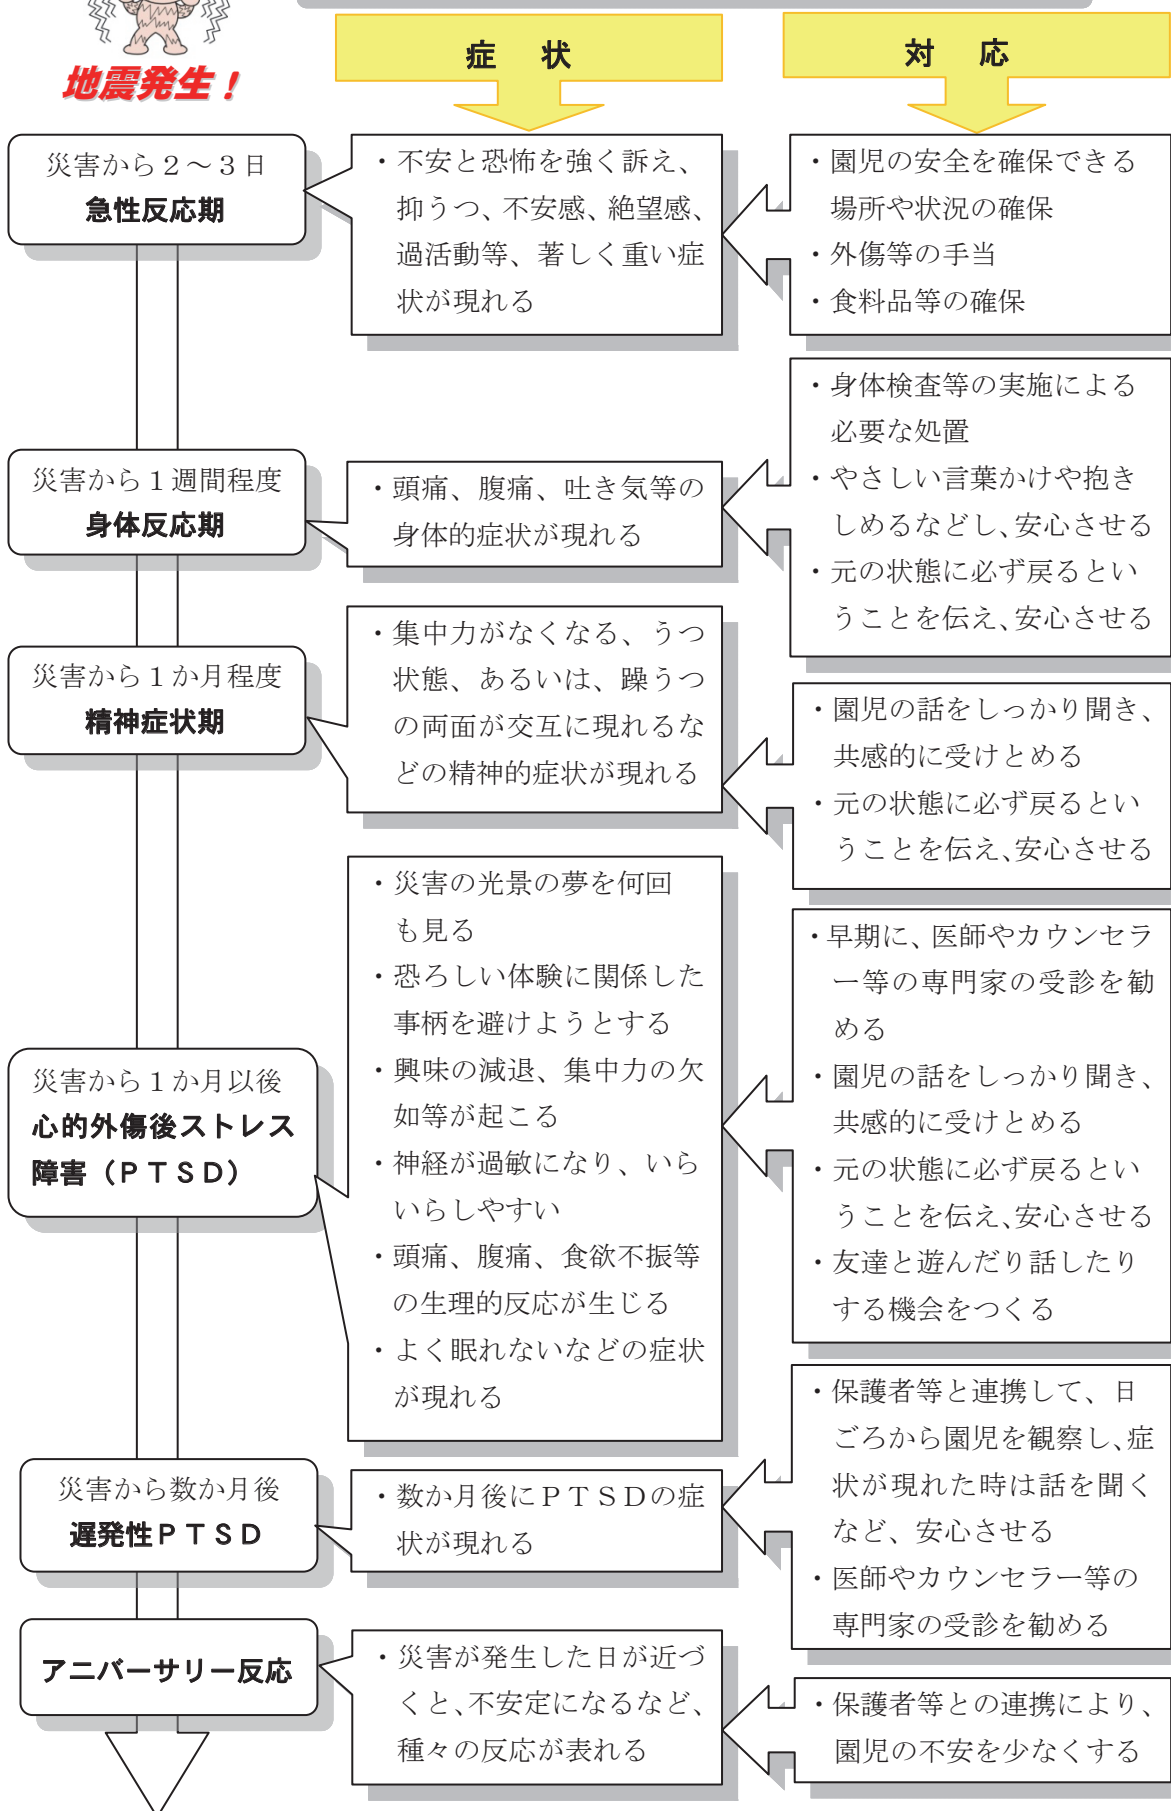 地震発生！
症　状
対　応
災害から２～３日
急性反応期
・不安と恐怖を強く訴え、
抑うつ、不安感、絶望感、
過活動等、著しく重い症
状が現れる
・園児の安全を確保できる
場所や状況の確保
・外傷等の手当
・食料品等の確保
災害から１週間程度
身体反応期
・頭痛、腹痛、吐き気等の
身体的症状が現れる
・身体検査等の実施による
必要な処置
・やさしい言葉かけや抱き
しめるなどし、安心させる
・元の状態に必ず戻るとい
うことを伝え、安心させる
災害から１か月程度
精神症状期
・集中力がなくなる、うつ
状態、あるいは、躁うつ
の両面が交互に現れるな
どの精神的症状が現れる
・園児の話をしっかり聞き、
共感的に受けとめる
・元の状態に必ず戻るとい
うことを伝え、安心させる
災害から１か月以後
心的外傷後ストレス
障害（ＰＴＳＤ）
・災害の光景の夢を何回
も見る
・恐ろしい体験に関係した
事柄を避けようとする
・興味の減退、集中力の欠
如等が起こる
・神経が過敏になり、いら
いらしやすい
・頭痛、腹痛、食欲不振等
の生理的反応が生じる
・よく眠れないなどの症状
が現れる
・早期に、医師やカウンセラ
ー等の専門家の受診を勧
める
・園児の話をしっかり聞き、
共感的に受けとめる
・元の状態に必ず戻るとい
うことを伝え、安心させる
・友達と遊んだり話したり
する機会をつくる
災害から数か月後
遅発性ＰＴＳＤ
・数か月後にＰＴＳＤの症
状が現れる
・保護者等と連携して、日
ごろから園児を観察し、症
状が現れた時は話を聞く
など、安心させる
・医師やカウンセラー等の
専門家の受診を勧める
アニバーサリー反応
・災害が発生した日が近づ
くと、不安定になるなど、
種々の反応が表れる
・保護者等との連携により、
園児の不安を少なくする